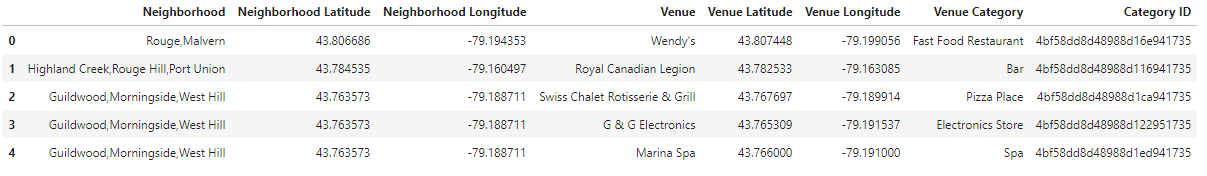 Neighborhood Neighborhood Latitude Neighborhood Longitude Venue Venue Latitude Venue Longitude Venue Category Category ID
0 Rouge,Malvern 43.806686 -79.194353 Wendy's 43.807448 -79.199056 Fast Food Restaurant 4bf58dd8d48988d16e941735
1 Highland Creek,Rouge Hill,Port Union 43.784535 -79.160497 Royal Canadian Legion 43.782533 -79.163085 Bar 4bf58dd8d48988d116941735
2 Guildwood,Morningside,West Hill 43.763573 -79.188711 Swiss Chalet Rotisserie & Grill 43.767697 -79.189914 Pizza Place 4bf58dd8d48988d1ca941735
3 Guildwood,Morningside,West Hill 43.763573 -79.188711 G & G Electronics 43.765309 -79.191537 Electronics Store 4bf58dd8d48988d122951735
4 Guildwood,Morningside,West Hill 43.763573 -79.188711 Marina Spa 43.766000 -79.191000 Spa 4bf58dd8d48988d1ed941735